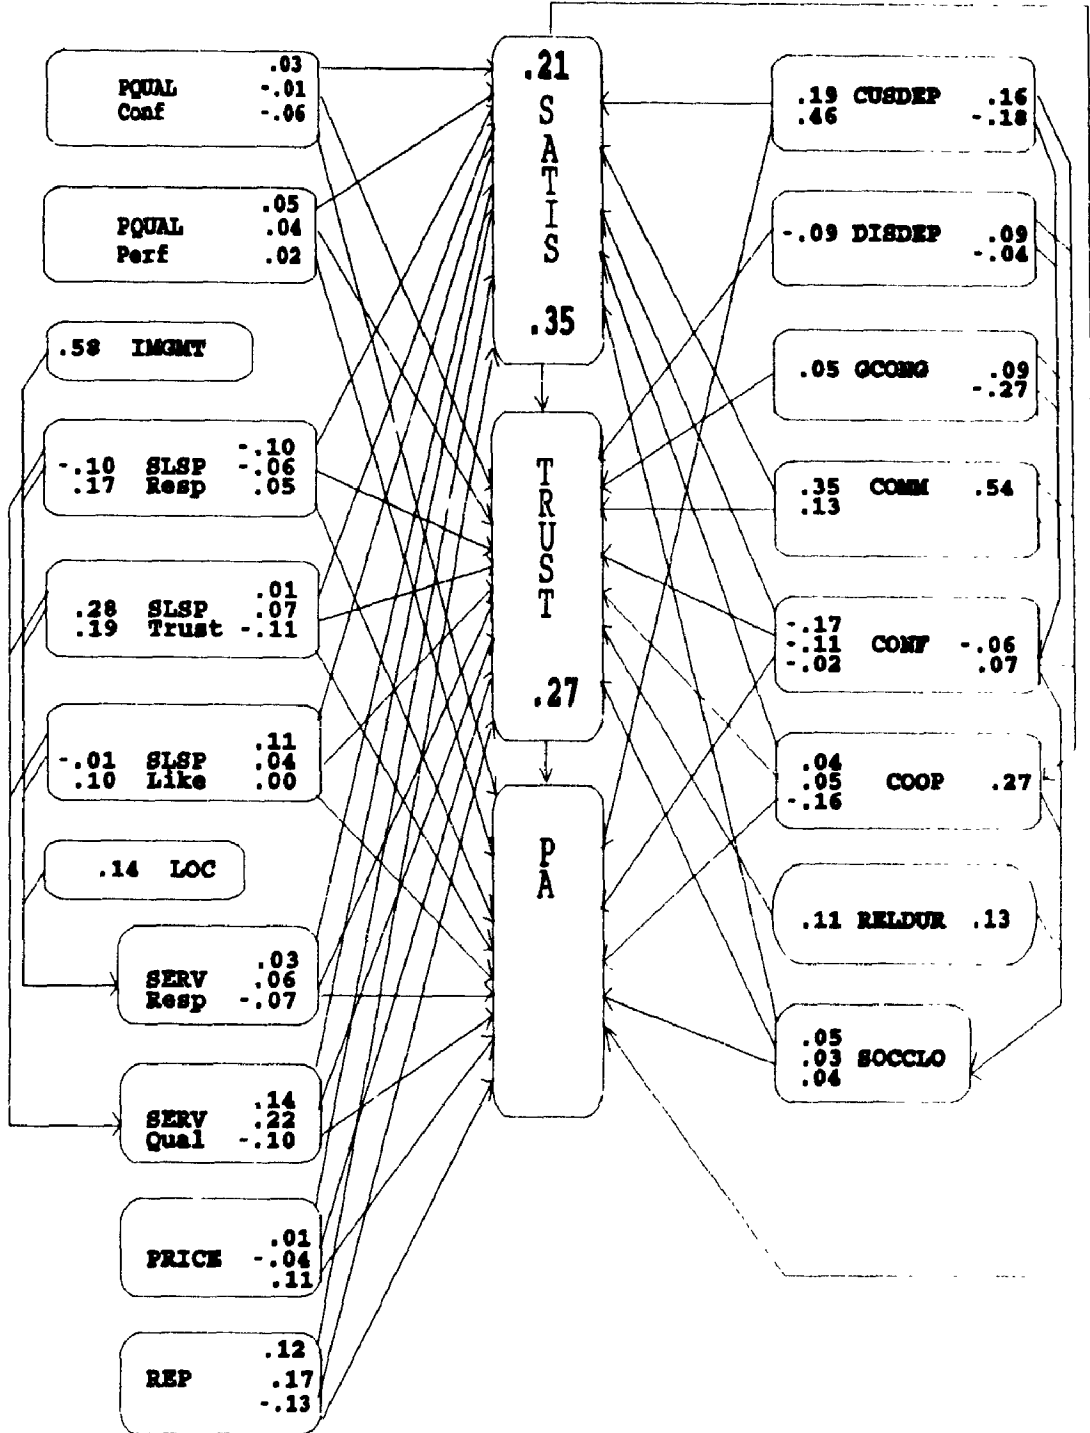 .03
PQUAL -.01
Conf -.06
.05
PQUAL .04
Perf .02
.58 IMGMT
-.10
-.10 SLSP -.06
.17 Resp .05
.01
.28 SLSP .07
.19 Trust -.11
.11
-.01 SLSP .04
.10 Like .00
.14 LOC
.03
SERV .06
Resp -.07
.14
SERV .22
Qual -.10
.01
PRICE -.04
.11
.12
REP .17
-.13
.21
SATIS
.35
TRUST
.27
PA
.19 CUSDEP .16
.46 -.18
-.09 DISDEP .09
-.04
.05 GCONG .09
-.27
.35 COMM .54
.13
-.17
-.11 CONF -.06
-.02 .07
.04
.05 COOP .27
-.16
.11 RELDUR .13
.05
.03 SOCCLO
.04